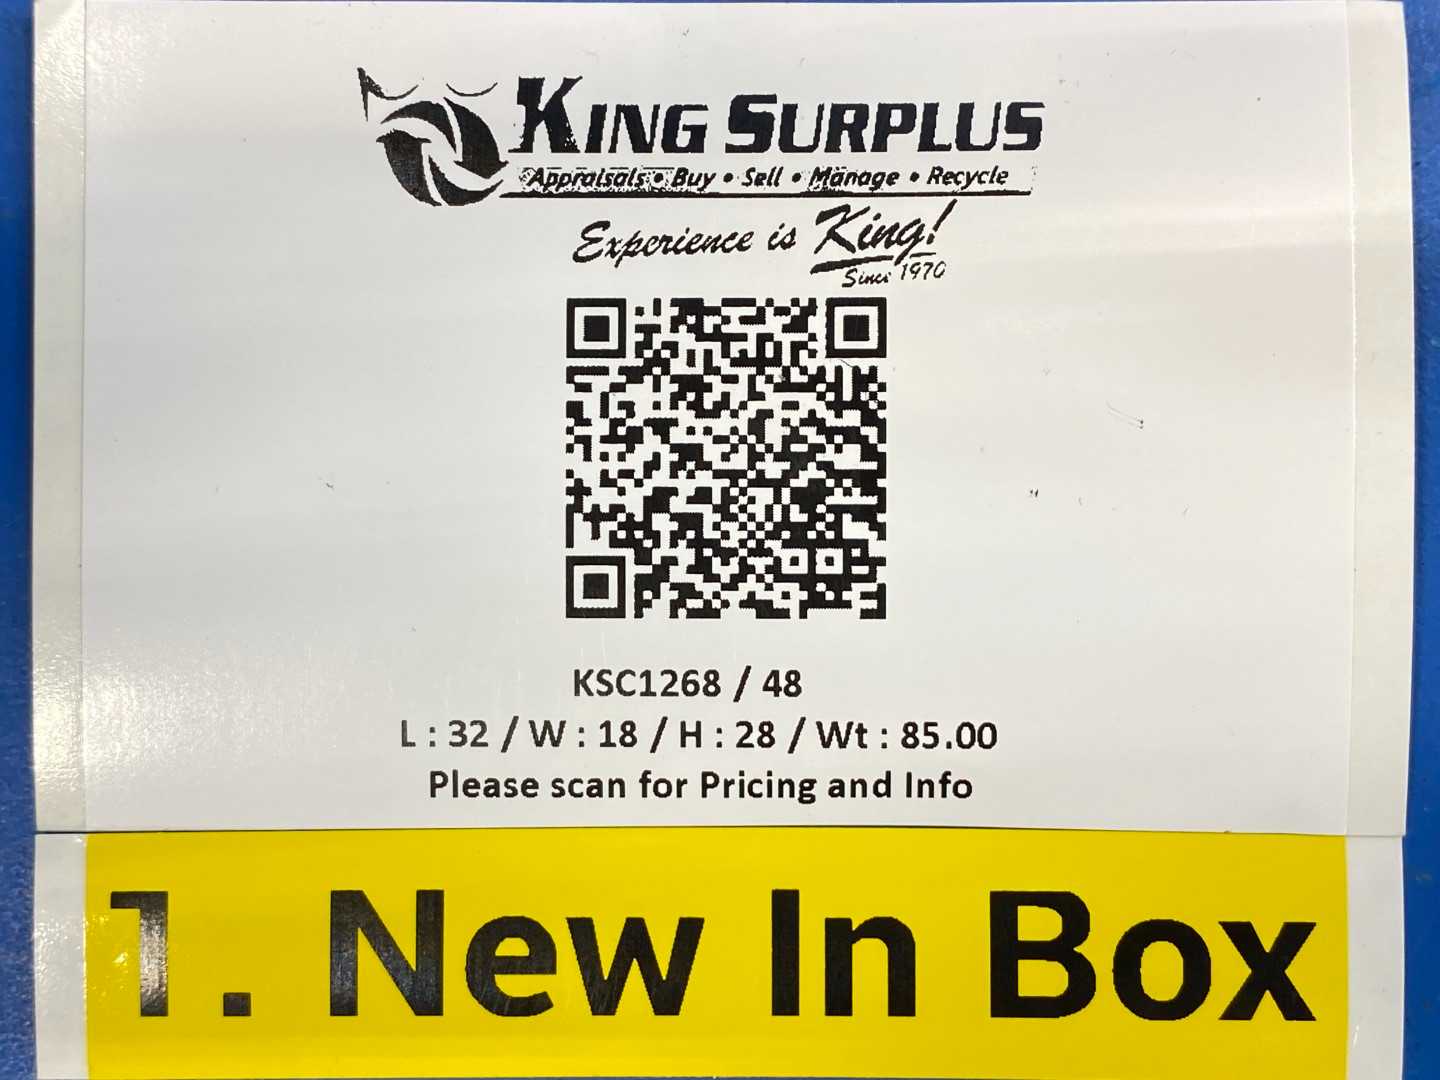 KING SURPLUS
Appraisals • Buy • Sell • Manage • Recycle
Experience is King!
Since 1970
KSC1268 / 48
L : 32 / W : 18 / H : 28 / Wt : 85.00
Please scan for Pricing and Info
1. New In Box